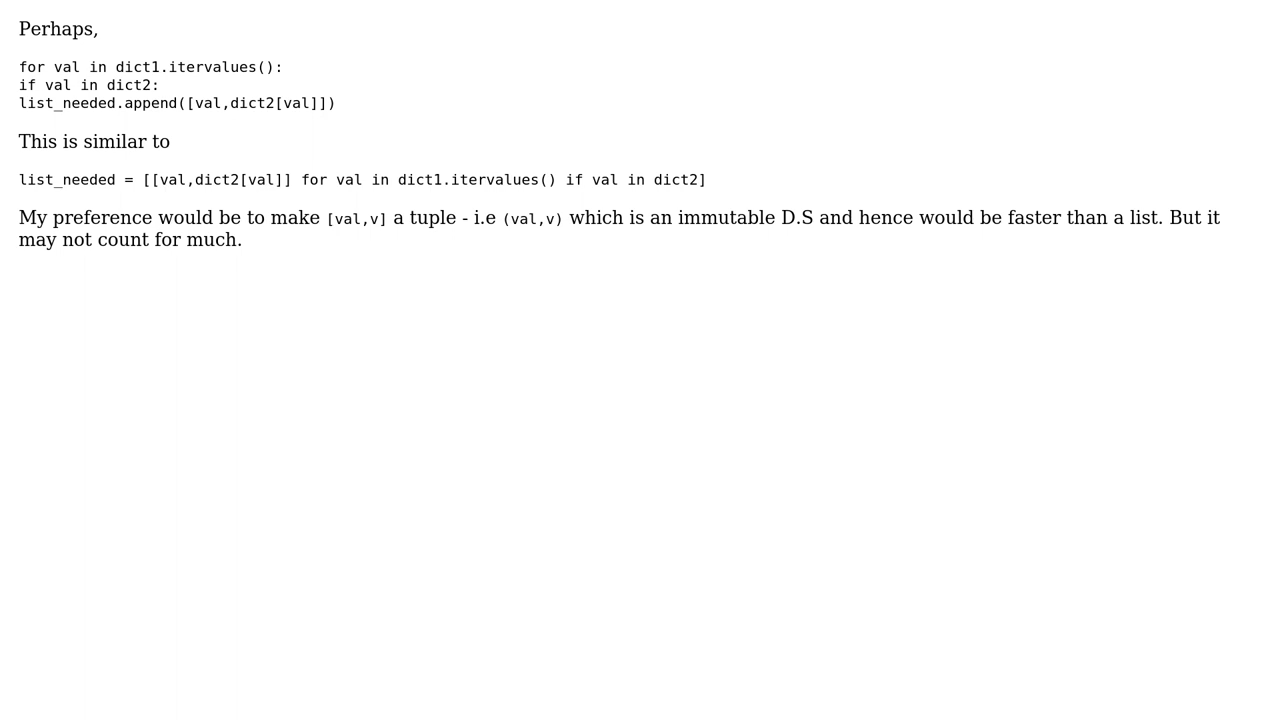 Perhaps,
for val in dict1.itervalues():
if val in dict2:
list_needed.append([val,dict2[val]])
This is similar to
list_needed = [[val,dict2[val]] for val in dict1.itervalues() if val in dict2]
My preference would be to make [val,v] a tuple - i.e (val,v) which is an immutable D.S and hence would be faster than a list. But it
may not count for much.